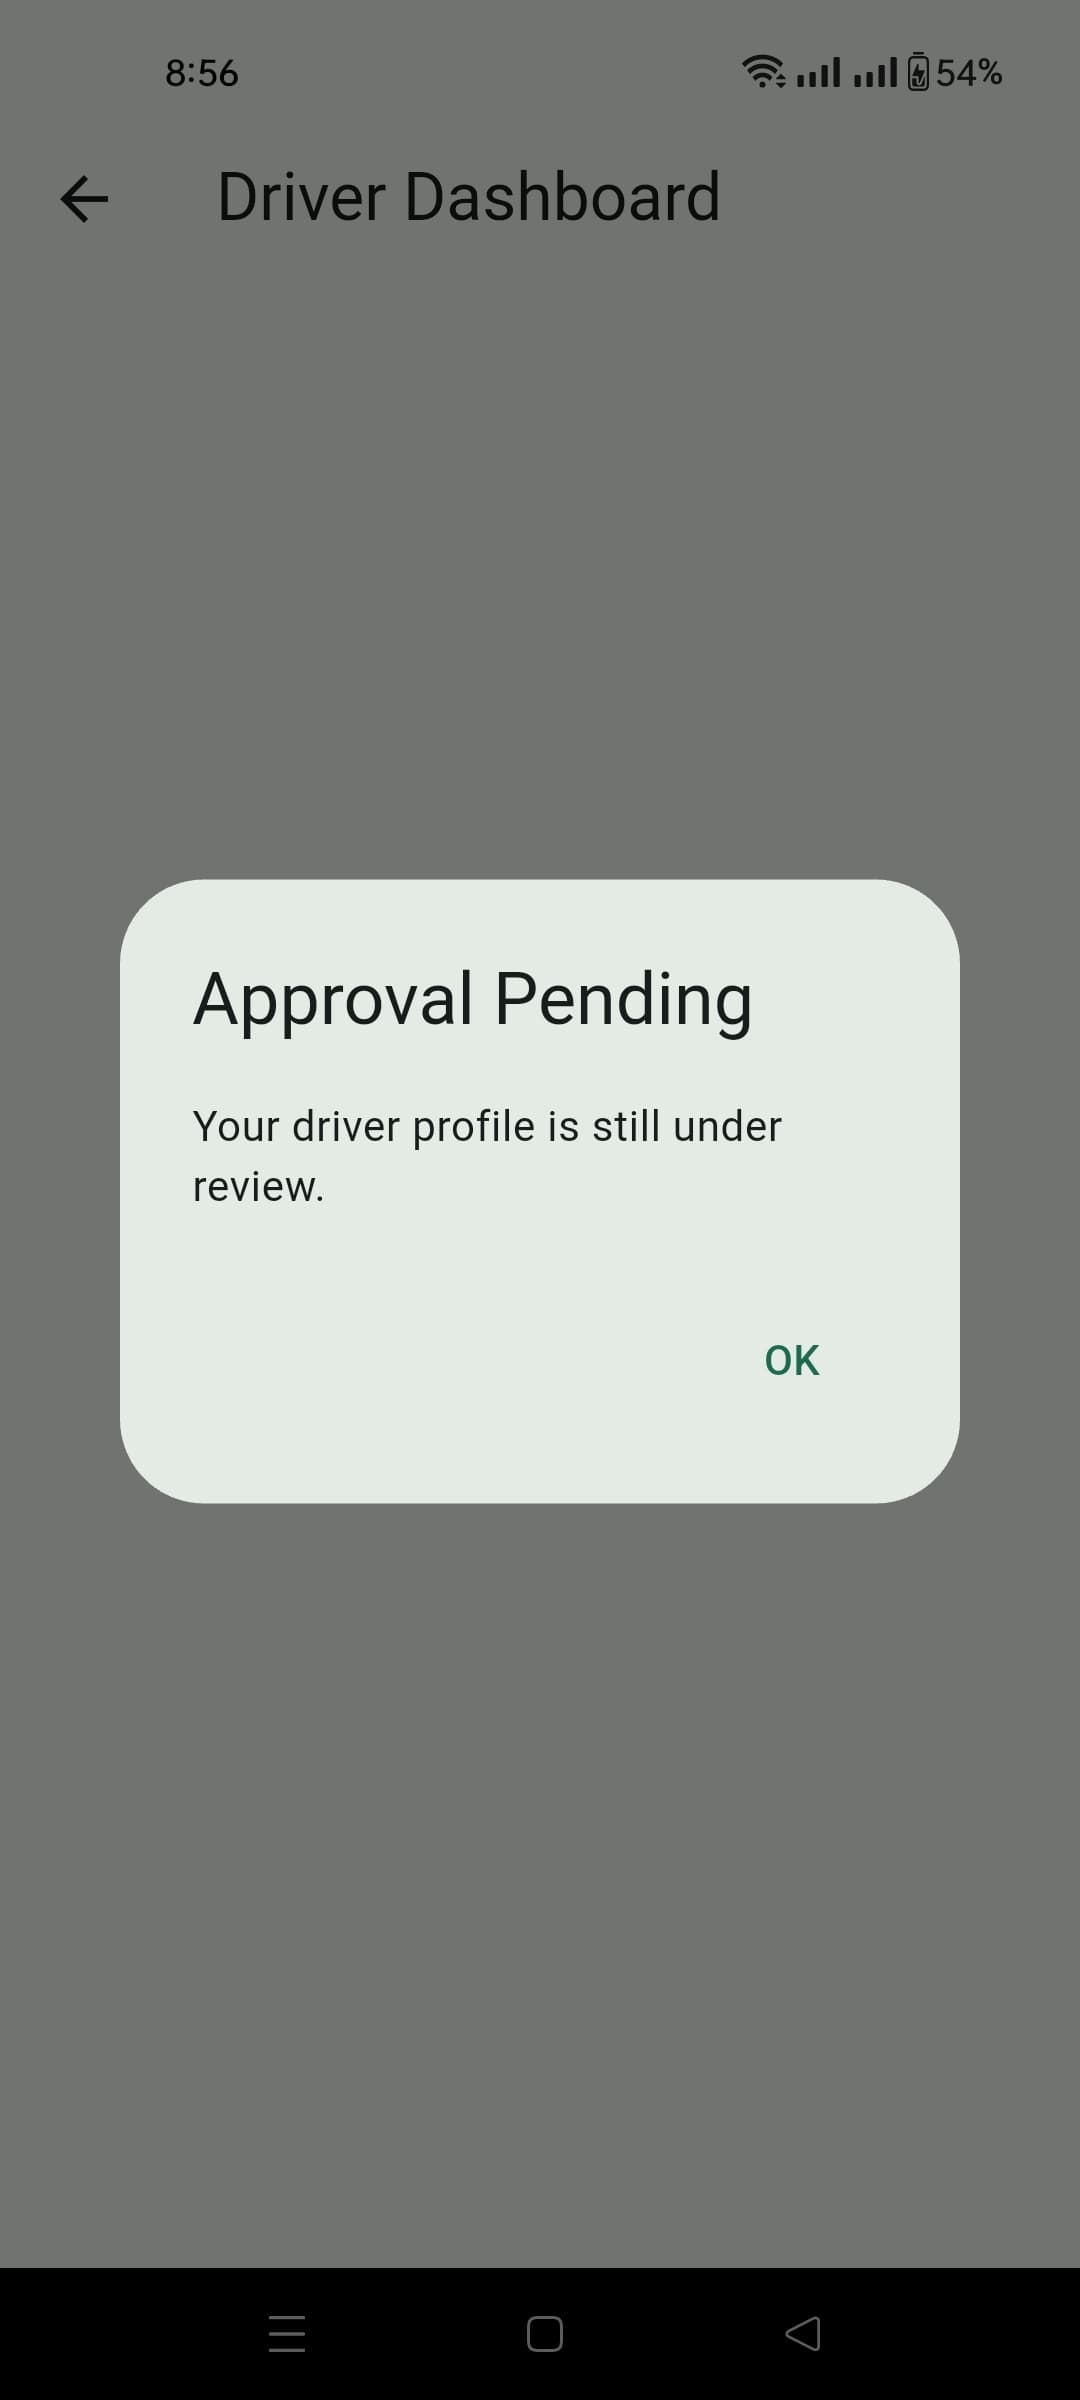 8:56
54%
Driver Dashboard
Approval Pending
Your driver profile is still under
review.
OK